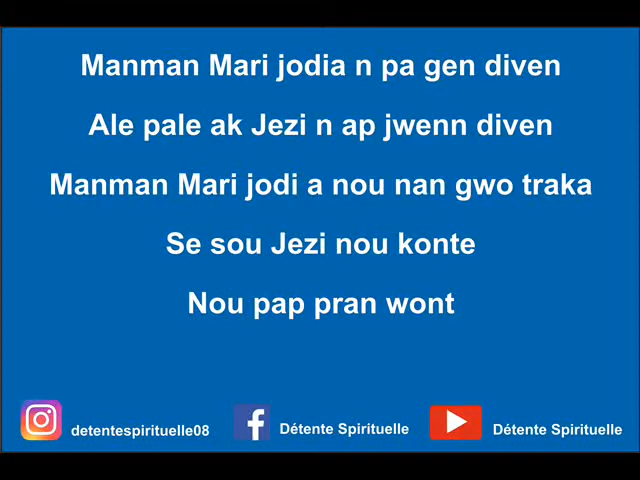 Manman Mari jodia n pa gen diven
Ale pale ak Jezi n ap jwenn diven
Manman Mari jodi a nou nan gwo traka
Se sou Jezi nou konte
Nou pap pran wont
detentespirituelle08 Détente Spirituelle Détente Spirituelle